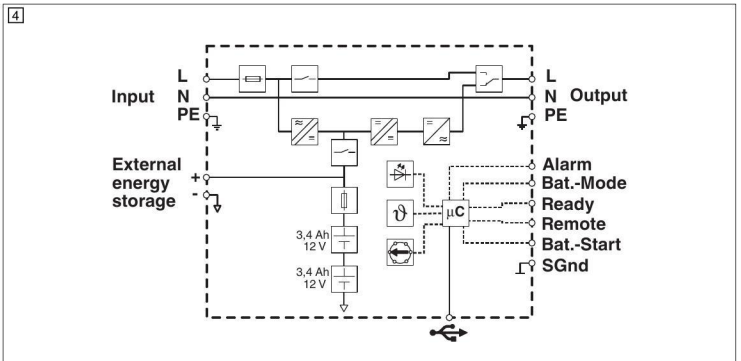 4
L
Input N
PE
L
N Output
PE
External
energy
storage
+
-
3,4 Ah
12 V
3,4 Ah
12 V
ϑ
µC
Alarm
Bat.-Mode
Ready
Remote
Bat.-Start
SGnd